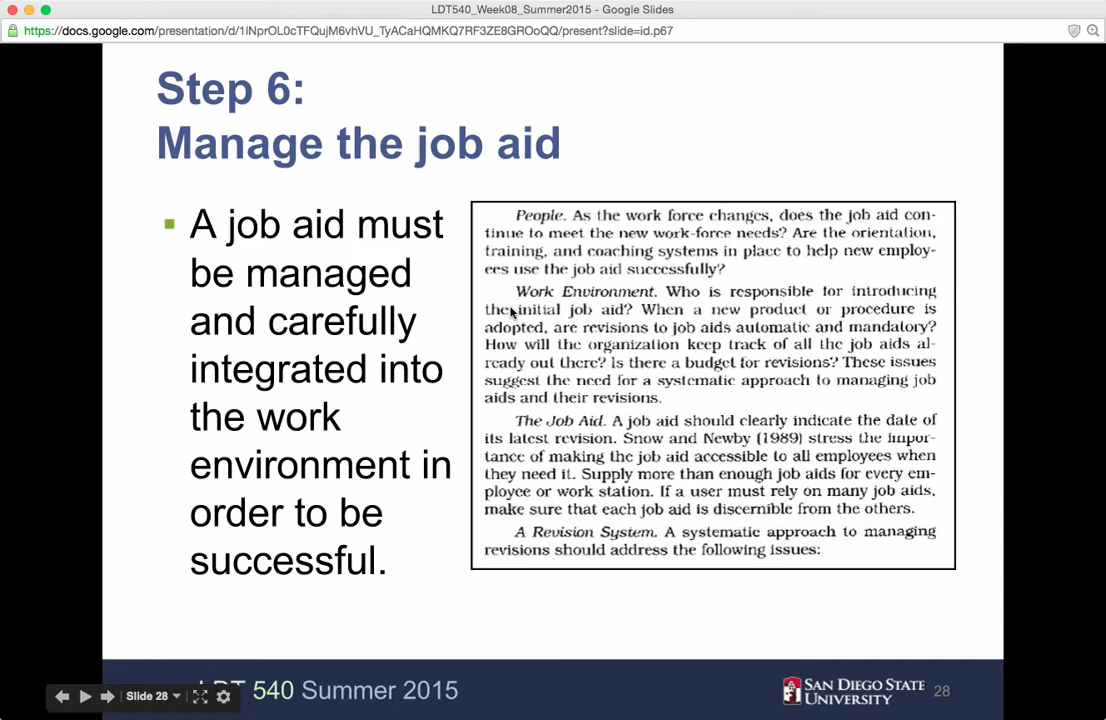 LDT540_Week08_Summer2015 - Google Slides
https://docs.google.com/presentation/d/1lNprOL0cTFQujM6vhVU_TyACaHQMKQ7RF3ZE8GROoQQ/present?slide=id.p67
Step 6:
Manage the job aid
A job aid must
be managed
and carefully
integrated into
the work
environment in
order to be
successful.
People. As the work force changes, does the job aid con-
tinue to meet the new work-force needs? Are the orientation,
training, and coaching systems in place to help new employ-
ees use the job aid successfully?
Work Environment. Who is responsible for introducing
the initial job aid? When a new product or procedure is
adopted, are revisions to job aids automatic and mandatory?
How will the organization keep track of all the job aids al-
ready out there? Is there a budget for revisions? These issues
suggest the need for a systematic approach to managing job
aids and their revisions.
The Job Aid. A job aid should clearly indicate the date of
its latest revision. Snow and Newby (1989) stress the impor-
tance of making the job aid accessible to all employees when
they need it. Supply more than enough job aids for every em-
ployee or work station. If a user must rely on many job aids,
make sure that each job aid is discernible from the others.
A Revision System. A systematic approach to managing
revisions should address the following issues:
LDT 540 Summer 2015
Slide 28
SAN DIEGO STATE
UNIVERSITY
28